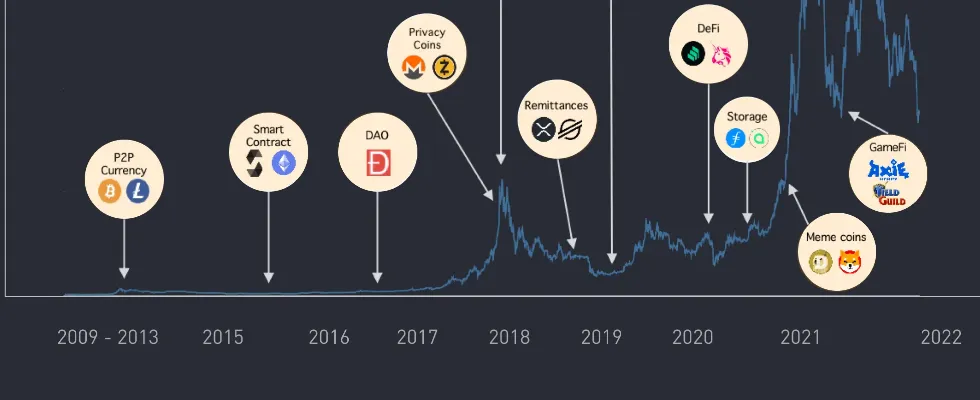 Privacy
Coins
DeFi
Remittances
Storage
Smart
Contract
DAO
P2P
Currency
GameFi
AXIE
YIELD
GUILD
Meme coins
2009 - 2013
2015
2016
2017
2018
2019
2020
2021
2022